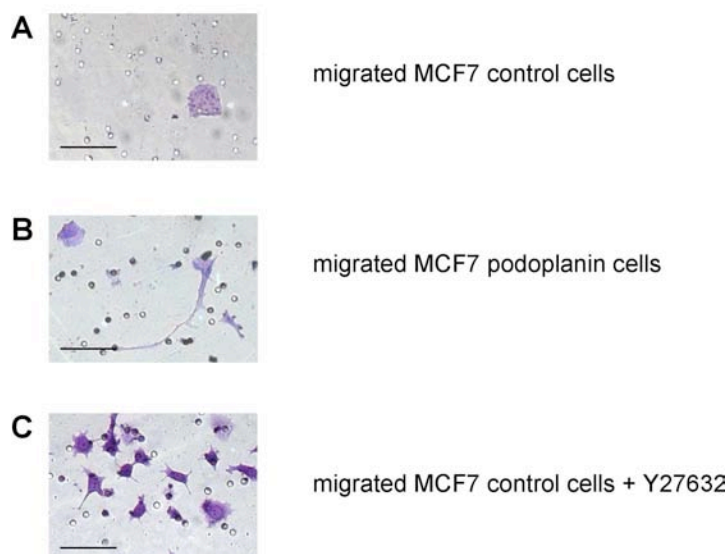 A
migrated MCF7 control cells
B
migrated MCF7 podoplanin cells
C
migrated MCF7 control cells + Y27632